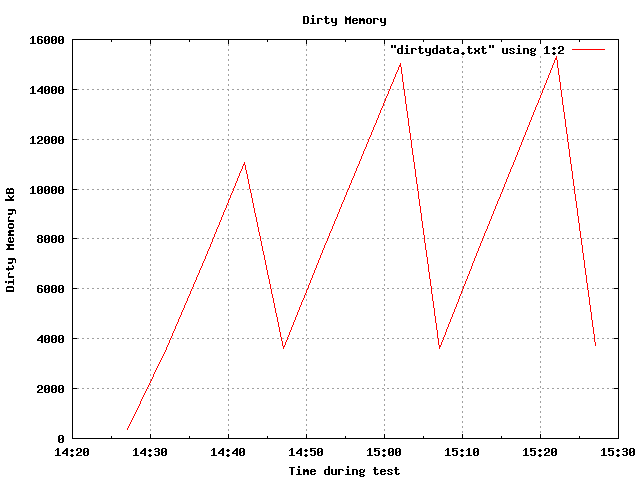 Dirty Memory
"dirtydata.txt" using 1:2
16000
14000
12000
10000
8000
6000
4000
2000
0
Dirty Memory kB
14:20 14:30 14:40 14:50 15:00 15:10 15:20 15:30
Time during test